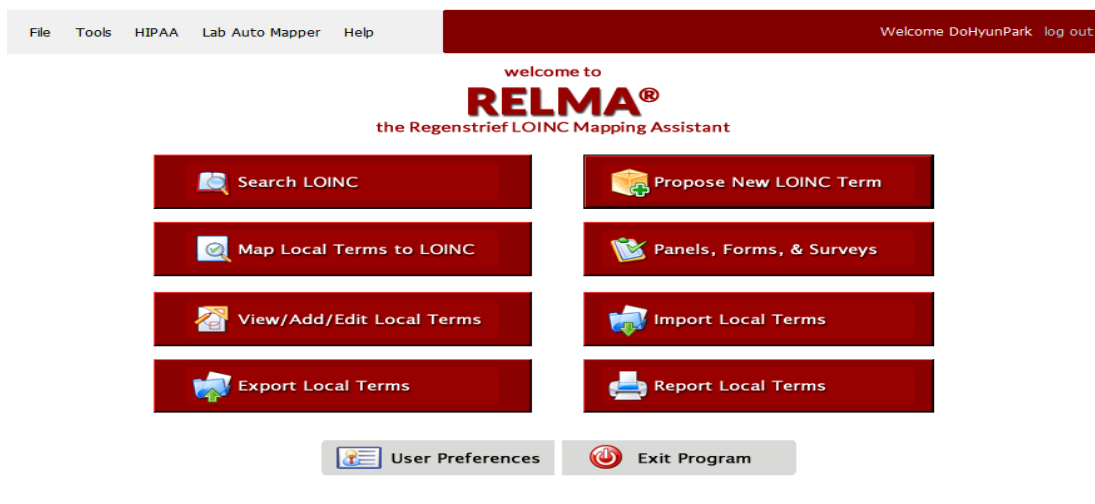 File Tools HIPAA Lab Auto Mapper Help Welcome DoHyunPark log out
welcome to
RELMA®
the Regenstrief LOINC Mapping Assistant
Search LOINC Propose New LOINC Term
Map Local Terms to LOINC Panels, Forms, & Surveys
View/Add/Edit Local Terms Import Local Terms
Export Local Terms Report Local Terms
User Preferences Exit Program